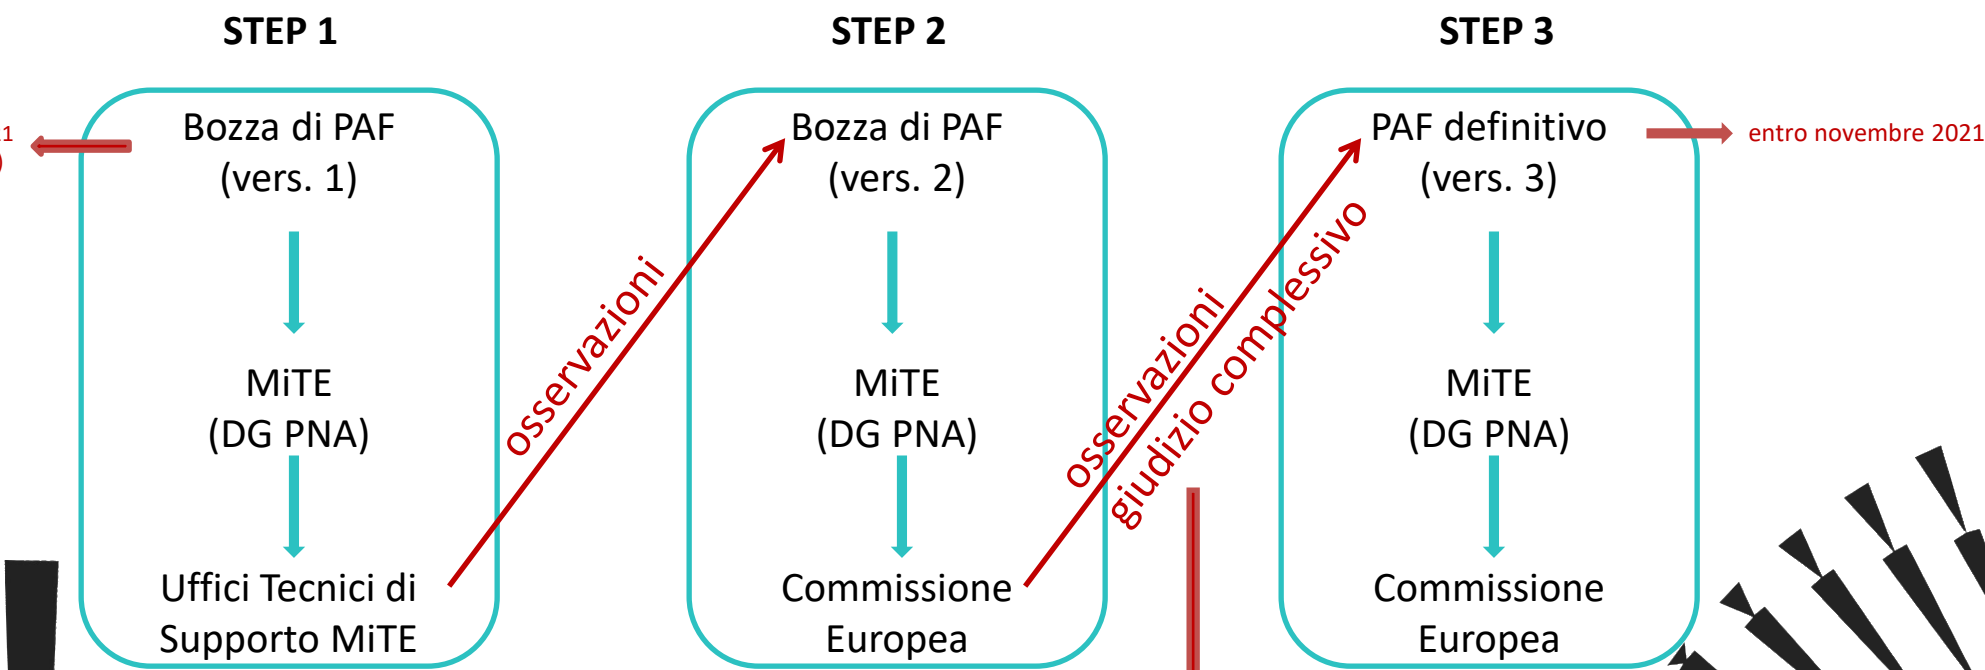 STEP 1
Bozza di PAF
(vers. 1)
MiTE
(DG PNA)
Uffici Tecnici di
Supporto MiTE
osservazioni
STEP 2
Bozza di PAF
(vers. 2)
MiTE
(DG PNA)
Commissione
Europea
osservazioni
giudizio complessivo
STEP 3
PAF definitivo
(vers. 3)
MiTE
(DG PNA)
Commissione
Europea
entro novembre 2021